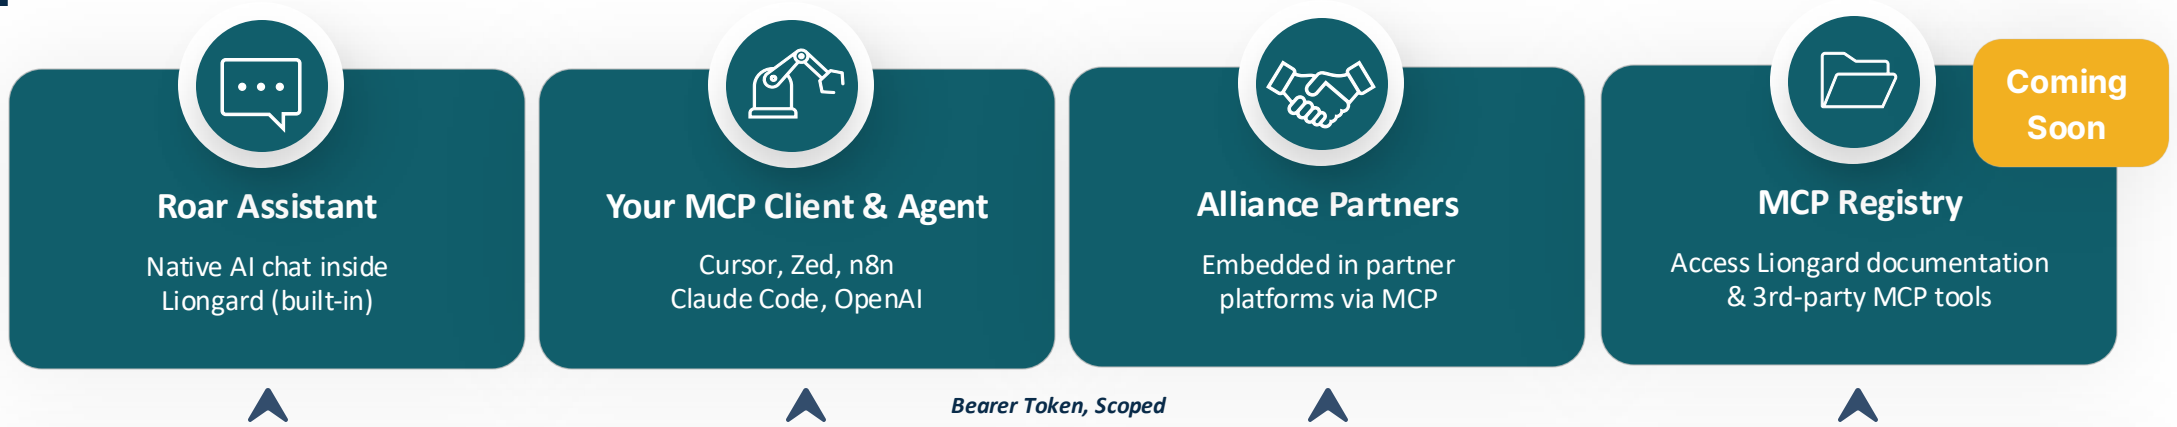 Roar Assistant
Native AI chat inside
Liongard (built-in)
Your MCP Client & Agent
Cursor, Zed, n8n
Claude Code, OpenAI
Alliance Partners
Embedded in partner
platforms via MCP
Coming
Soon
MCP Registry
Access Liongard documentation
& 3rd-party MCP tools
Bearer Token, Scoped